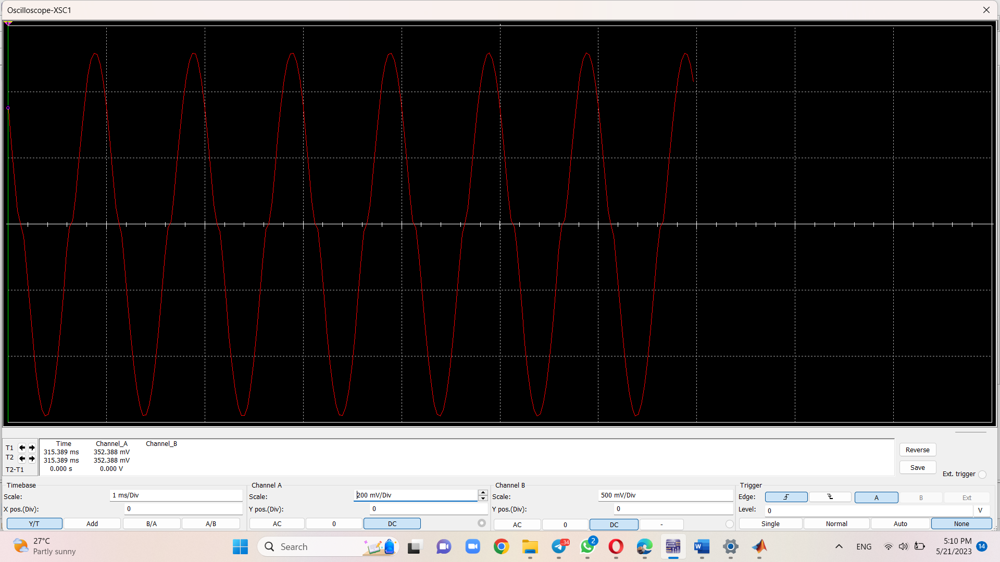 Oscilloscope-XSC1
Time Channel_A Channel_B
T1 315.389 ms 352.388 mV
T2 315.389 ms 352.388 mV
T2-T1 0.000 s 0.000 V
Reverse
Save
Ext. trigger
Timebase
Scale: 1 ms/Div
X pos.(Div): 0
Y/T Add B/A A/B
Channel A
Scale: 200 mV/Div
Y pos.(Div): 0
AC 0 DC
Channel B
Scale: 500 mV/Div
Y pos.(Div): 0
AC 0 DC -
Trigger
Edge: A B Ext
Level: 0 V
Single Normal Auto None
27°C
Partly sunny
Search
.34
2
W
ENG
5:10 PM
5/21/2023
14